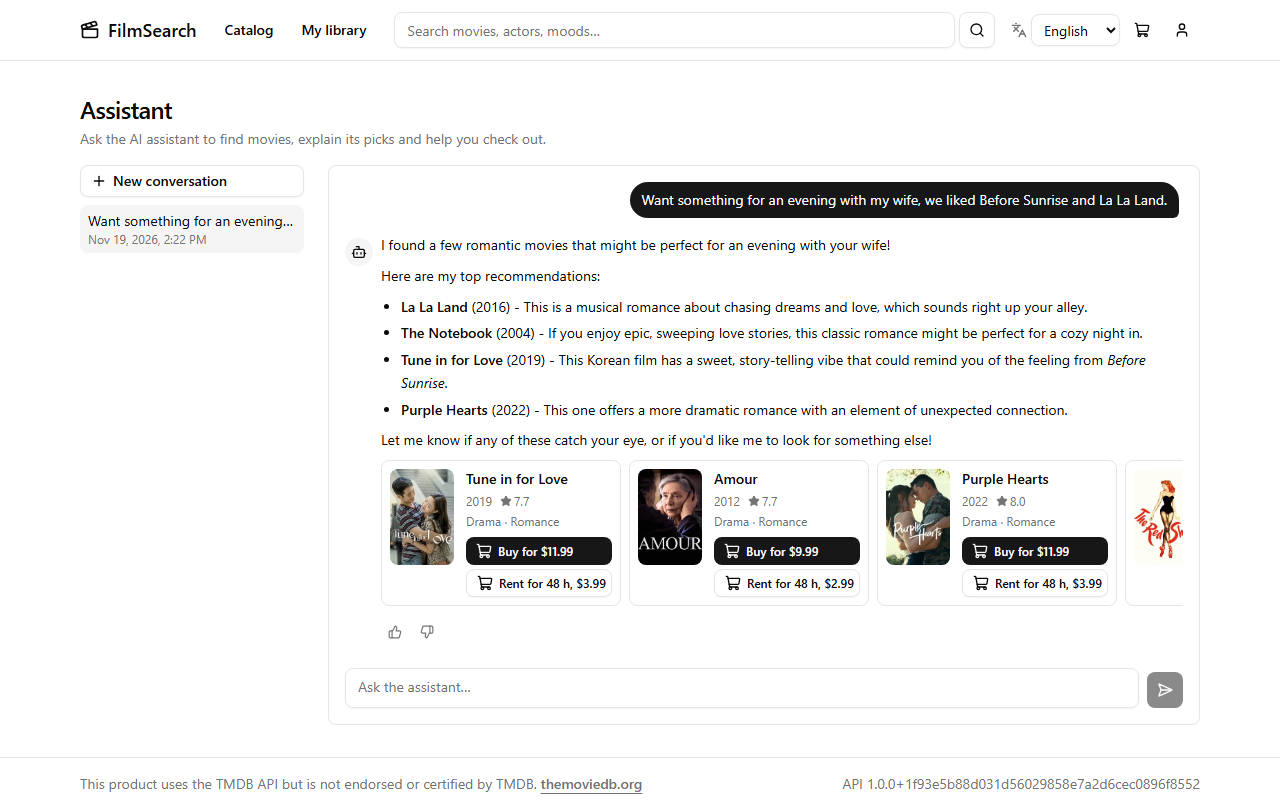 FilmSearch
Catalog
My library
Search movies, actors, moods...
English
Assistant
Ask the AI assistant to find movies, explain its picks and help you check out.
New conversation
Want something for an evening...
Nov 19, 2026, 2:22 PM
Want something for an evening with my wife, we liked Before Sunrise and La La Land.
I found a few romantic movies that might be perfect for an evening with your wife!
Here are my top recommendations:
• La La Land (2016) - This is a musical romance about chasing dreams and love, which sounds right up your alley.
• The Notebook (2004) - If you enjoy epic, sweeping love stories, this classic romance might be perfect for a cozy night in.
• Tune in for Love (2019) - This Korean film has a sweet, story-telling vibe that could remind you of the feeling from Before
Sunrise.
• Purple Hearts (2022) - This one offers a more dramatic romance with an element of unexpected connection.
Let me know if any of these catch your eye, or if you'd like me to look for something else!
Tune in for Love
2019 7.7
Drama · Romance
Buy for $11.99
Rent for 48 h, $3.99
AMOUR
Amour
2012 7.7
Drama · Romance
Buy for $9.99
Rent for 48 h, $2.99
Purple Hearts
Purple Hearts
2022 8.0
Drama · Romance
Buy for $11.99
Rent for 48 h, $3.99
The Red Sh
Ask the assistant...
This product uses the TMDB API but is not endorsed or certified by TMDB. themoviedb.org
API 1.0.0+1f93e5b88d031d56029858e7a2d6cec0896f8552